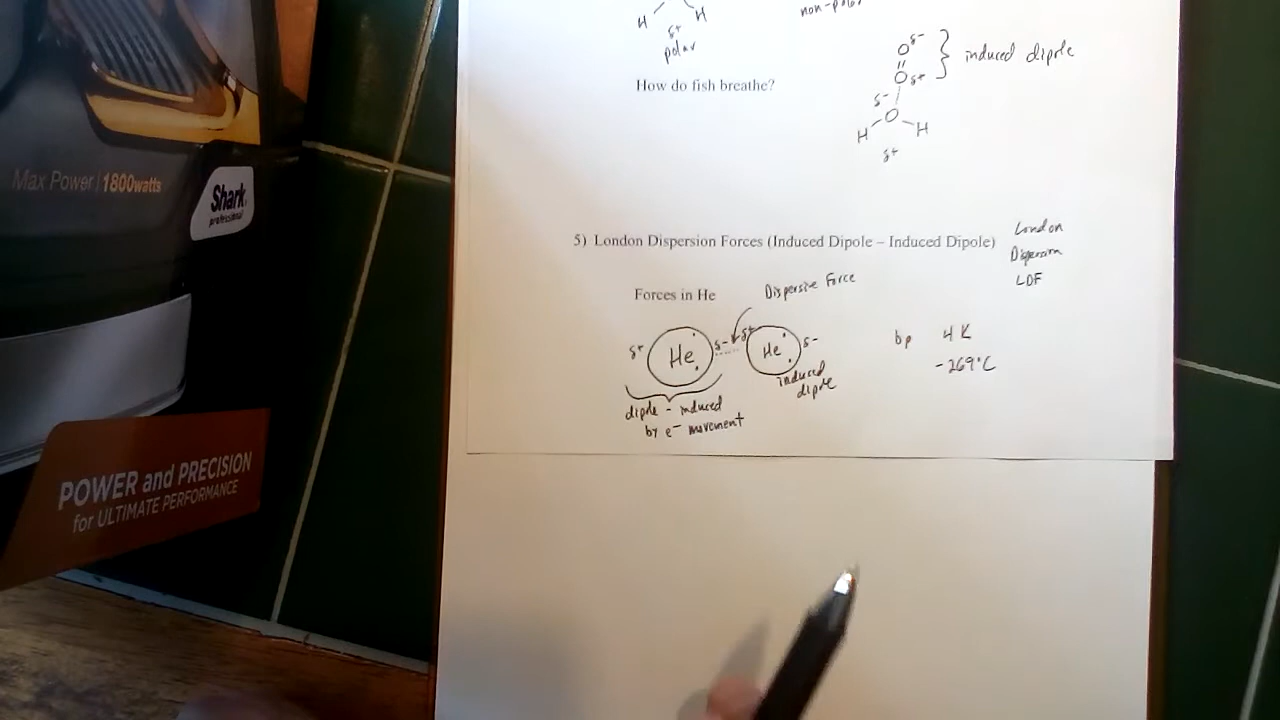 H H
δ+
polar
non-polar
How do fish breathe?
O δ-
O δ+
induced dipole
δ-
O
H H
δ+
5) London Dispersion Forces (Induced Dipole – Induced Dipole)
London
Dispersion
LDF
Forces in He
Dispersive Force
δ+ He δ- δ+ He δ-
induced
dipole
dipole - induced
by e- movement
bp 4 K
-269°C
Max Power | 1800watts
Shark
professional
POWER and PRECISION
for ULTIMATE PERFORMANCE